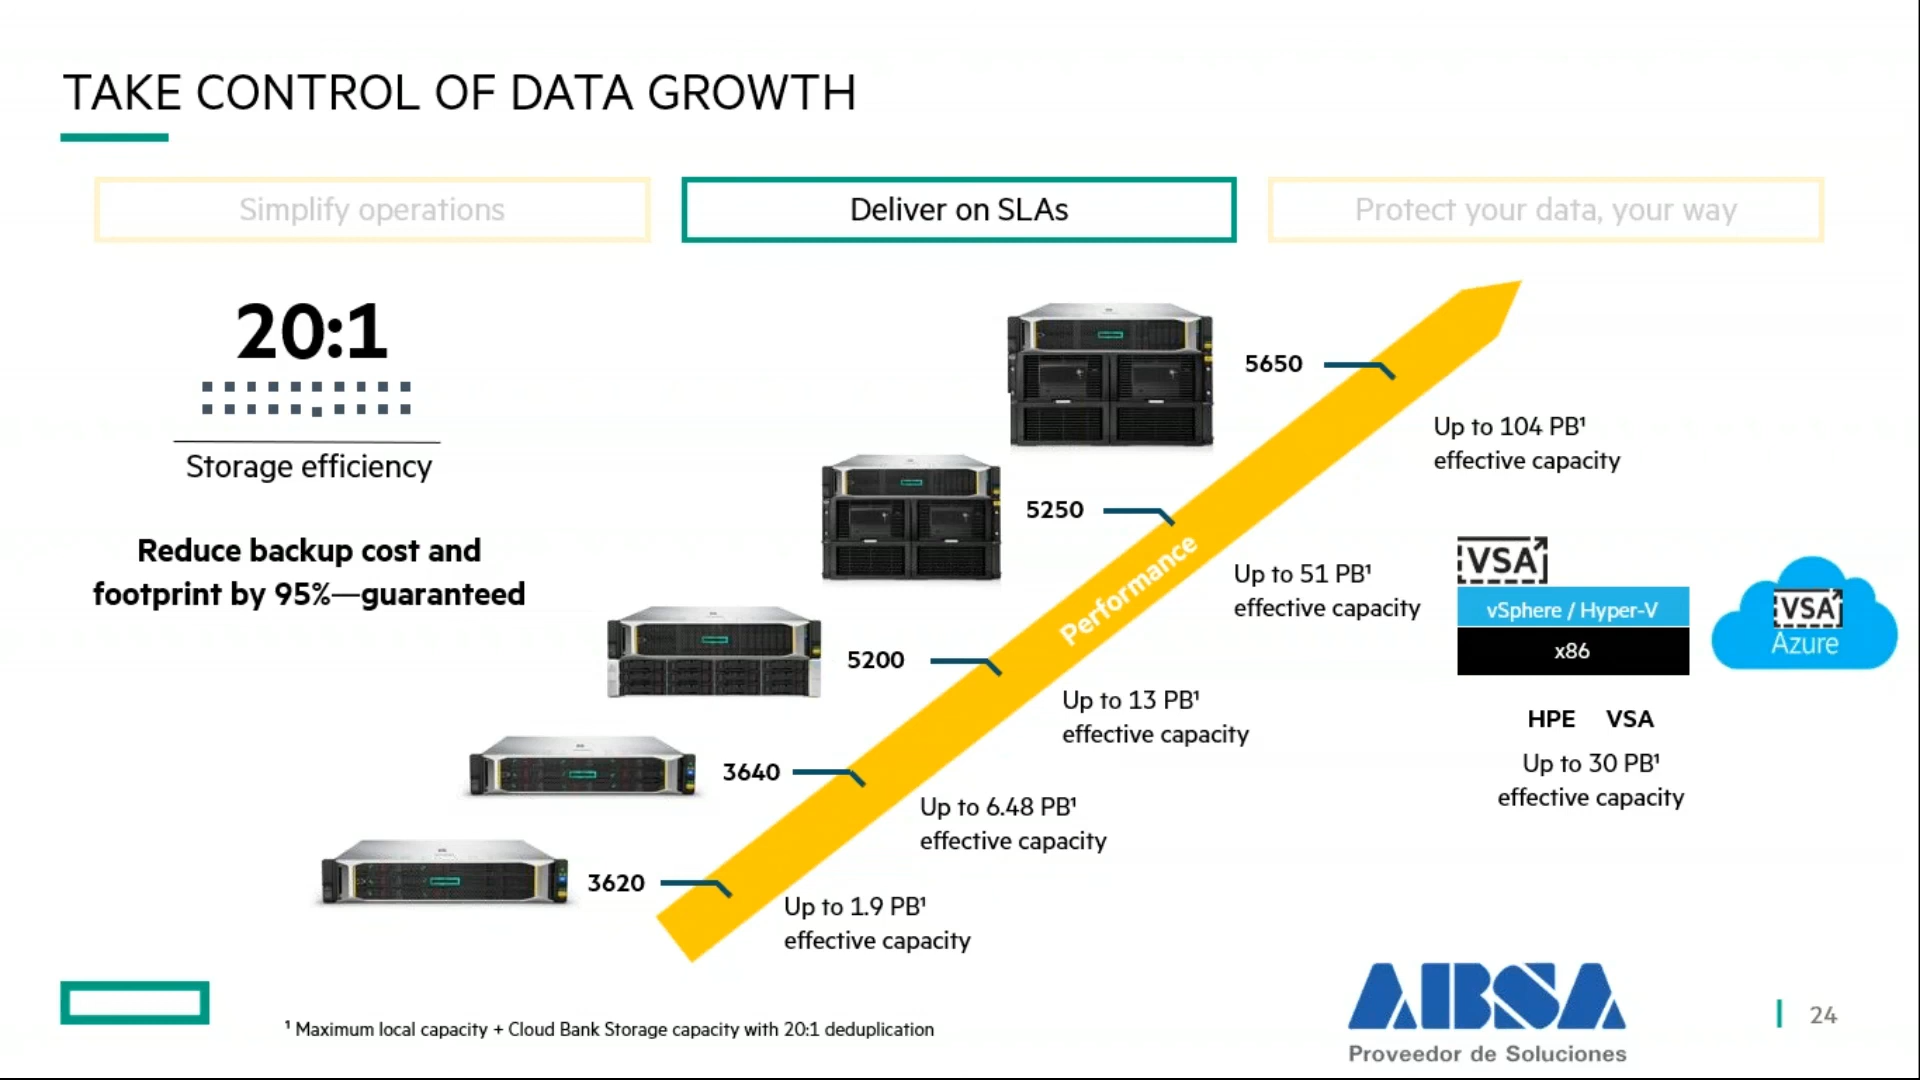 TAKE CONTROL OF DATA GROWTH
Simplify operations
Deliver on SLAs
Protect your data, your way
20:1
Storage efficiency
Reduce backup cost and
footprint by 95%—guaranteed
5650
Up to 104 PB¹
effective capacity
5250
Up to 51 PB¹
effective capacity
Performance
5200
Up to 13 PB¹
effective capacity
3640
Up to 6.48 PB¹
effective capacity
3620
Up to 1.9 PB¹
effective capacity
VSA
vSphere / Hyper-V
x86
VSA
Azure
HPE VSA
Up to 30 PB¹
effective capacity
¹ Maximum local capacity + Cloud Bank Storage capacity with 20:1 deduplication
ABSA
Proveedor de Soluciones
24